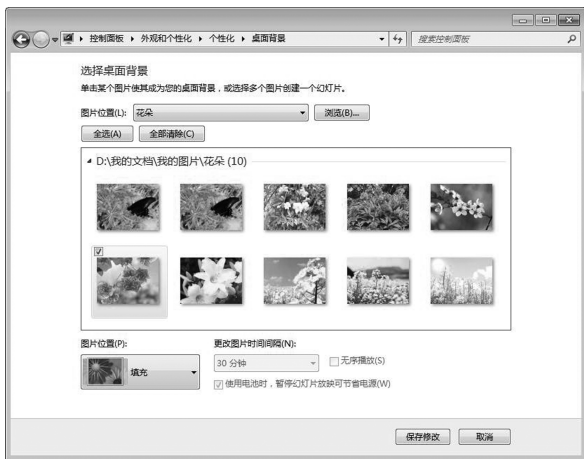 控制面板 ▸ 外观和个性化 ▸ 个性化 ▸ 桌面背景
搜索控制面板
选择桌面背景
单击某个图片使其成为您的桌面背景，或选择多个图片创建一个幻灯片。
图片位置(L): 花朵 浏览(B)...
全选(A) 全部清除(C)
D:\我的文档\我的图片\花朵 (10)
图片位置(P): 更改图片时间间隔(N):
填充 30 分钟 无序播放(S)
使用电池时，暂停幻灯片放映可节省电源(W)
保存修改 取消